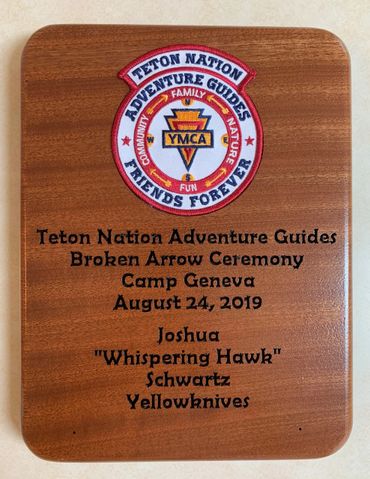 TETON NATION
ADVENTURE GUIDES
FAMILY
COMMUNITY
NATURE
N
W
E
YMCA
S
FUN
FRIENDS FOREVER
Teton Nation Adventure Guides
Broken Arrow Ceremony
Camp Geneva
August 24, 2019
Joshua
"Whispering Hawk"
Schwartz
Yellowknives